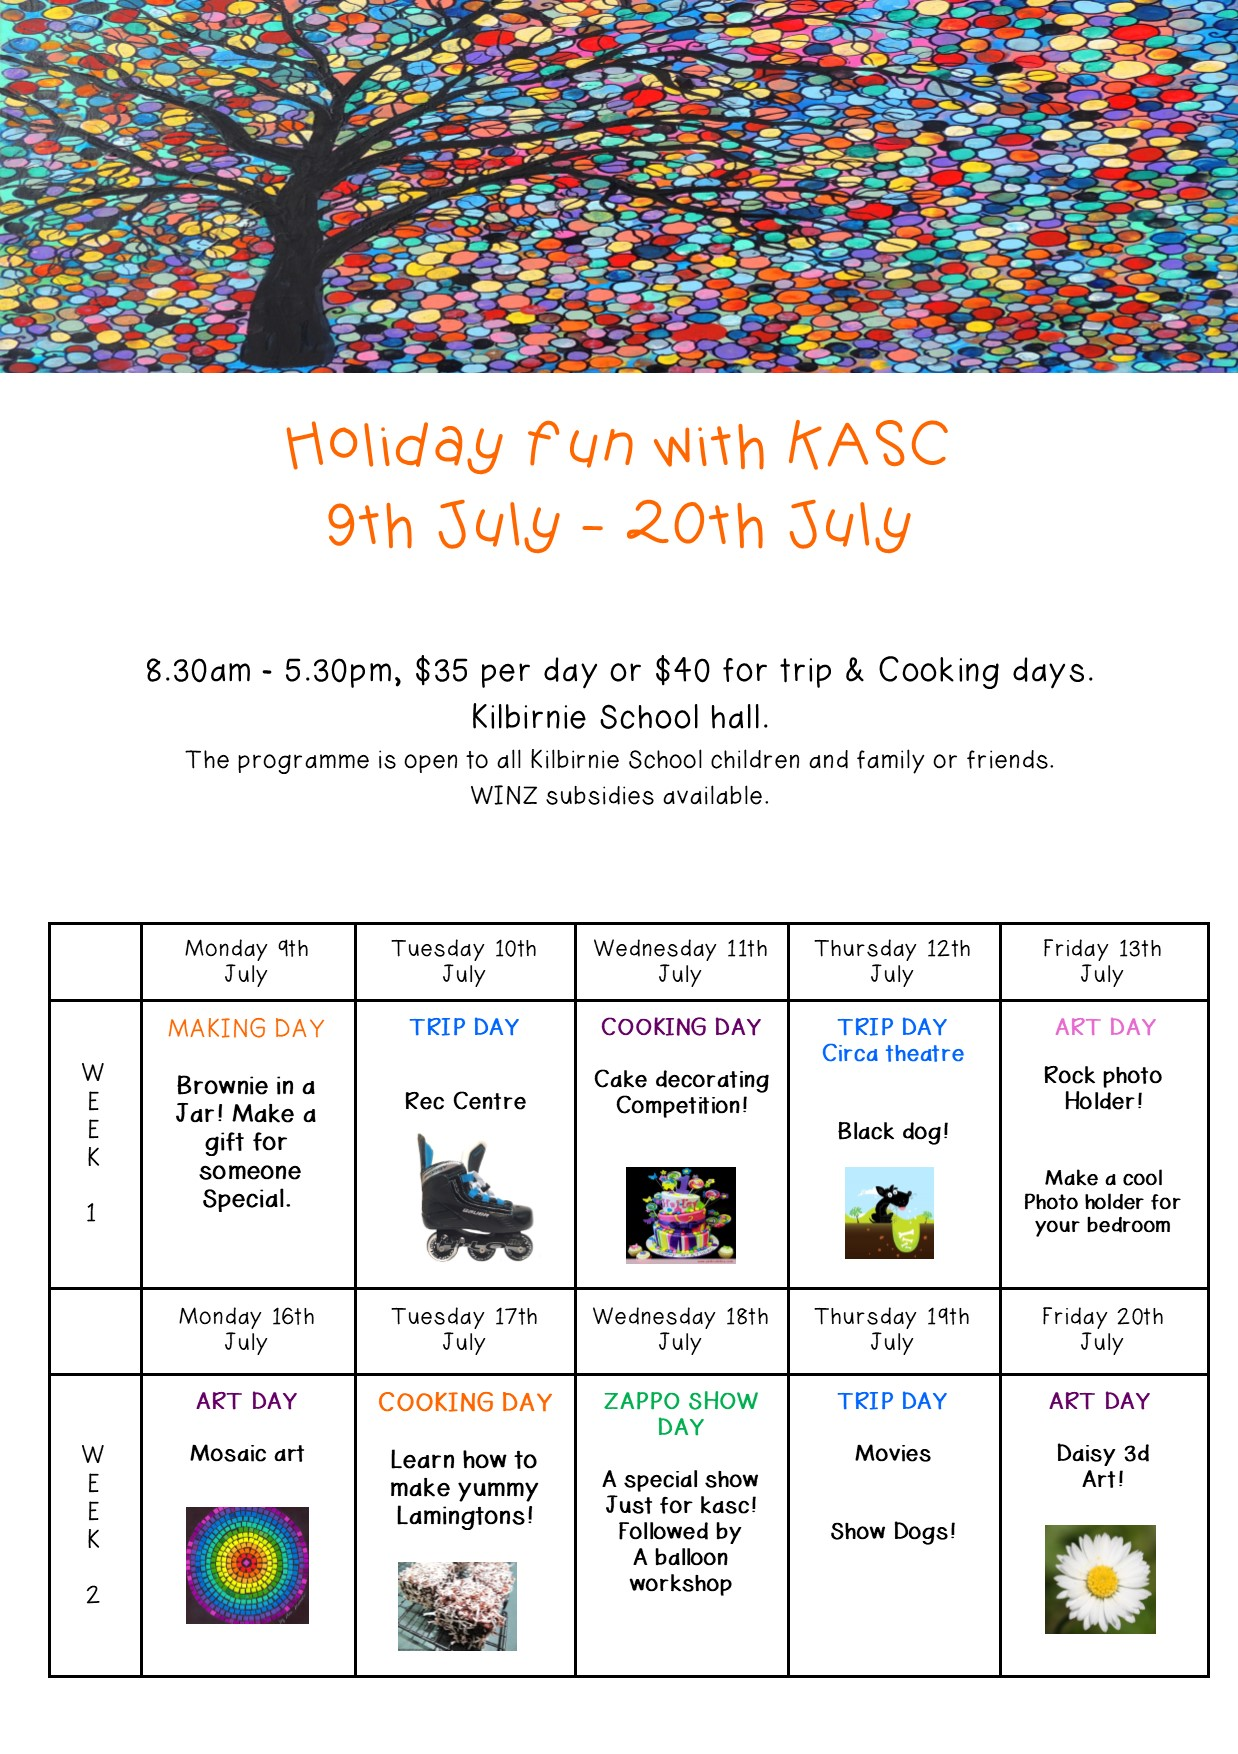 Holiday fun with KASC
9th July - 20th July
8.30am - 5.30pm, $35 per day or $40 for trip & Cooking days.
Kilbirnie School hall.
The programme is open to all Kilbirnie School children and family or friends.
WINZ subsidies available.
Monday 9th
July
Tuesday 10th
July
Wednesday 11th
July
Thursday 12th
July
Friday 13th
July
W
E
E
K
1
MAKING DAY
Brownie in a
Jar! Make a
gift for
someone
Special.
TRIP DAY
Rec Centre
COOKING DAY
Cake decorating
Competition!
TRIP DAY
Circa theatre
Black dog!
ART DAY
Rock photo
Holder!
Make a cool
Photo holder for
your bedroom
Monday 16th
July
Tuesday 17th
July
Wednesday 18th
July
Thursday 19th
July
Friday 20th
July
W
E
E
K
2
ART DAY
Mosaic art
COOKING DAY
Learn how to
make yummy
Lamingtons!
ZAPPO SHOW
DAY
A special show
Just for kasc!
Followed by
A balloon
workshop
TRIP DAY
Movies
Show Dogs!
ART DAY
Daisy 3d
Art!